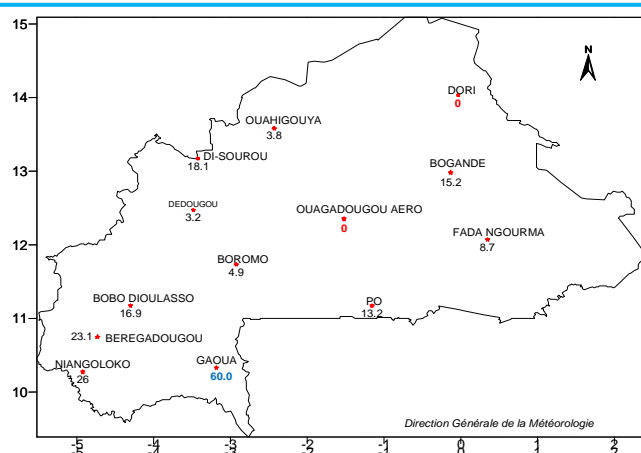 15
N
14
DORI
0
OUAHIGOUYA
3.8
DI-SOUROU
18.1
13
BOGANDE
15.2
DEDOUGOU
3.2
OUAGADOUGOU AERO
0
FADA NGOURMA
8.7
12
BOROMO
4.9
BOBO DIOULASSO
16.9
PO
13.2
11
23.1
BEREGADOUGOU
NIANGOLOKO
26
GAOUA
60.0
10
Direction Générale de la Météorologie
-5 -4 -3 -2 -1 0 1 2